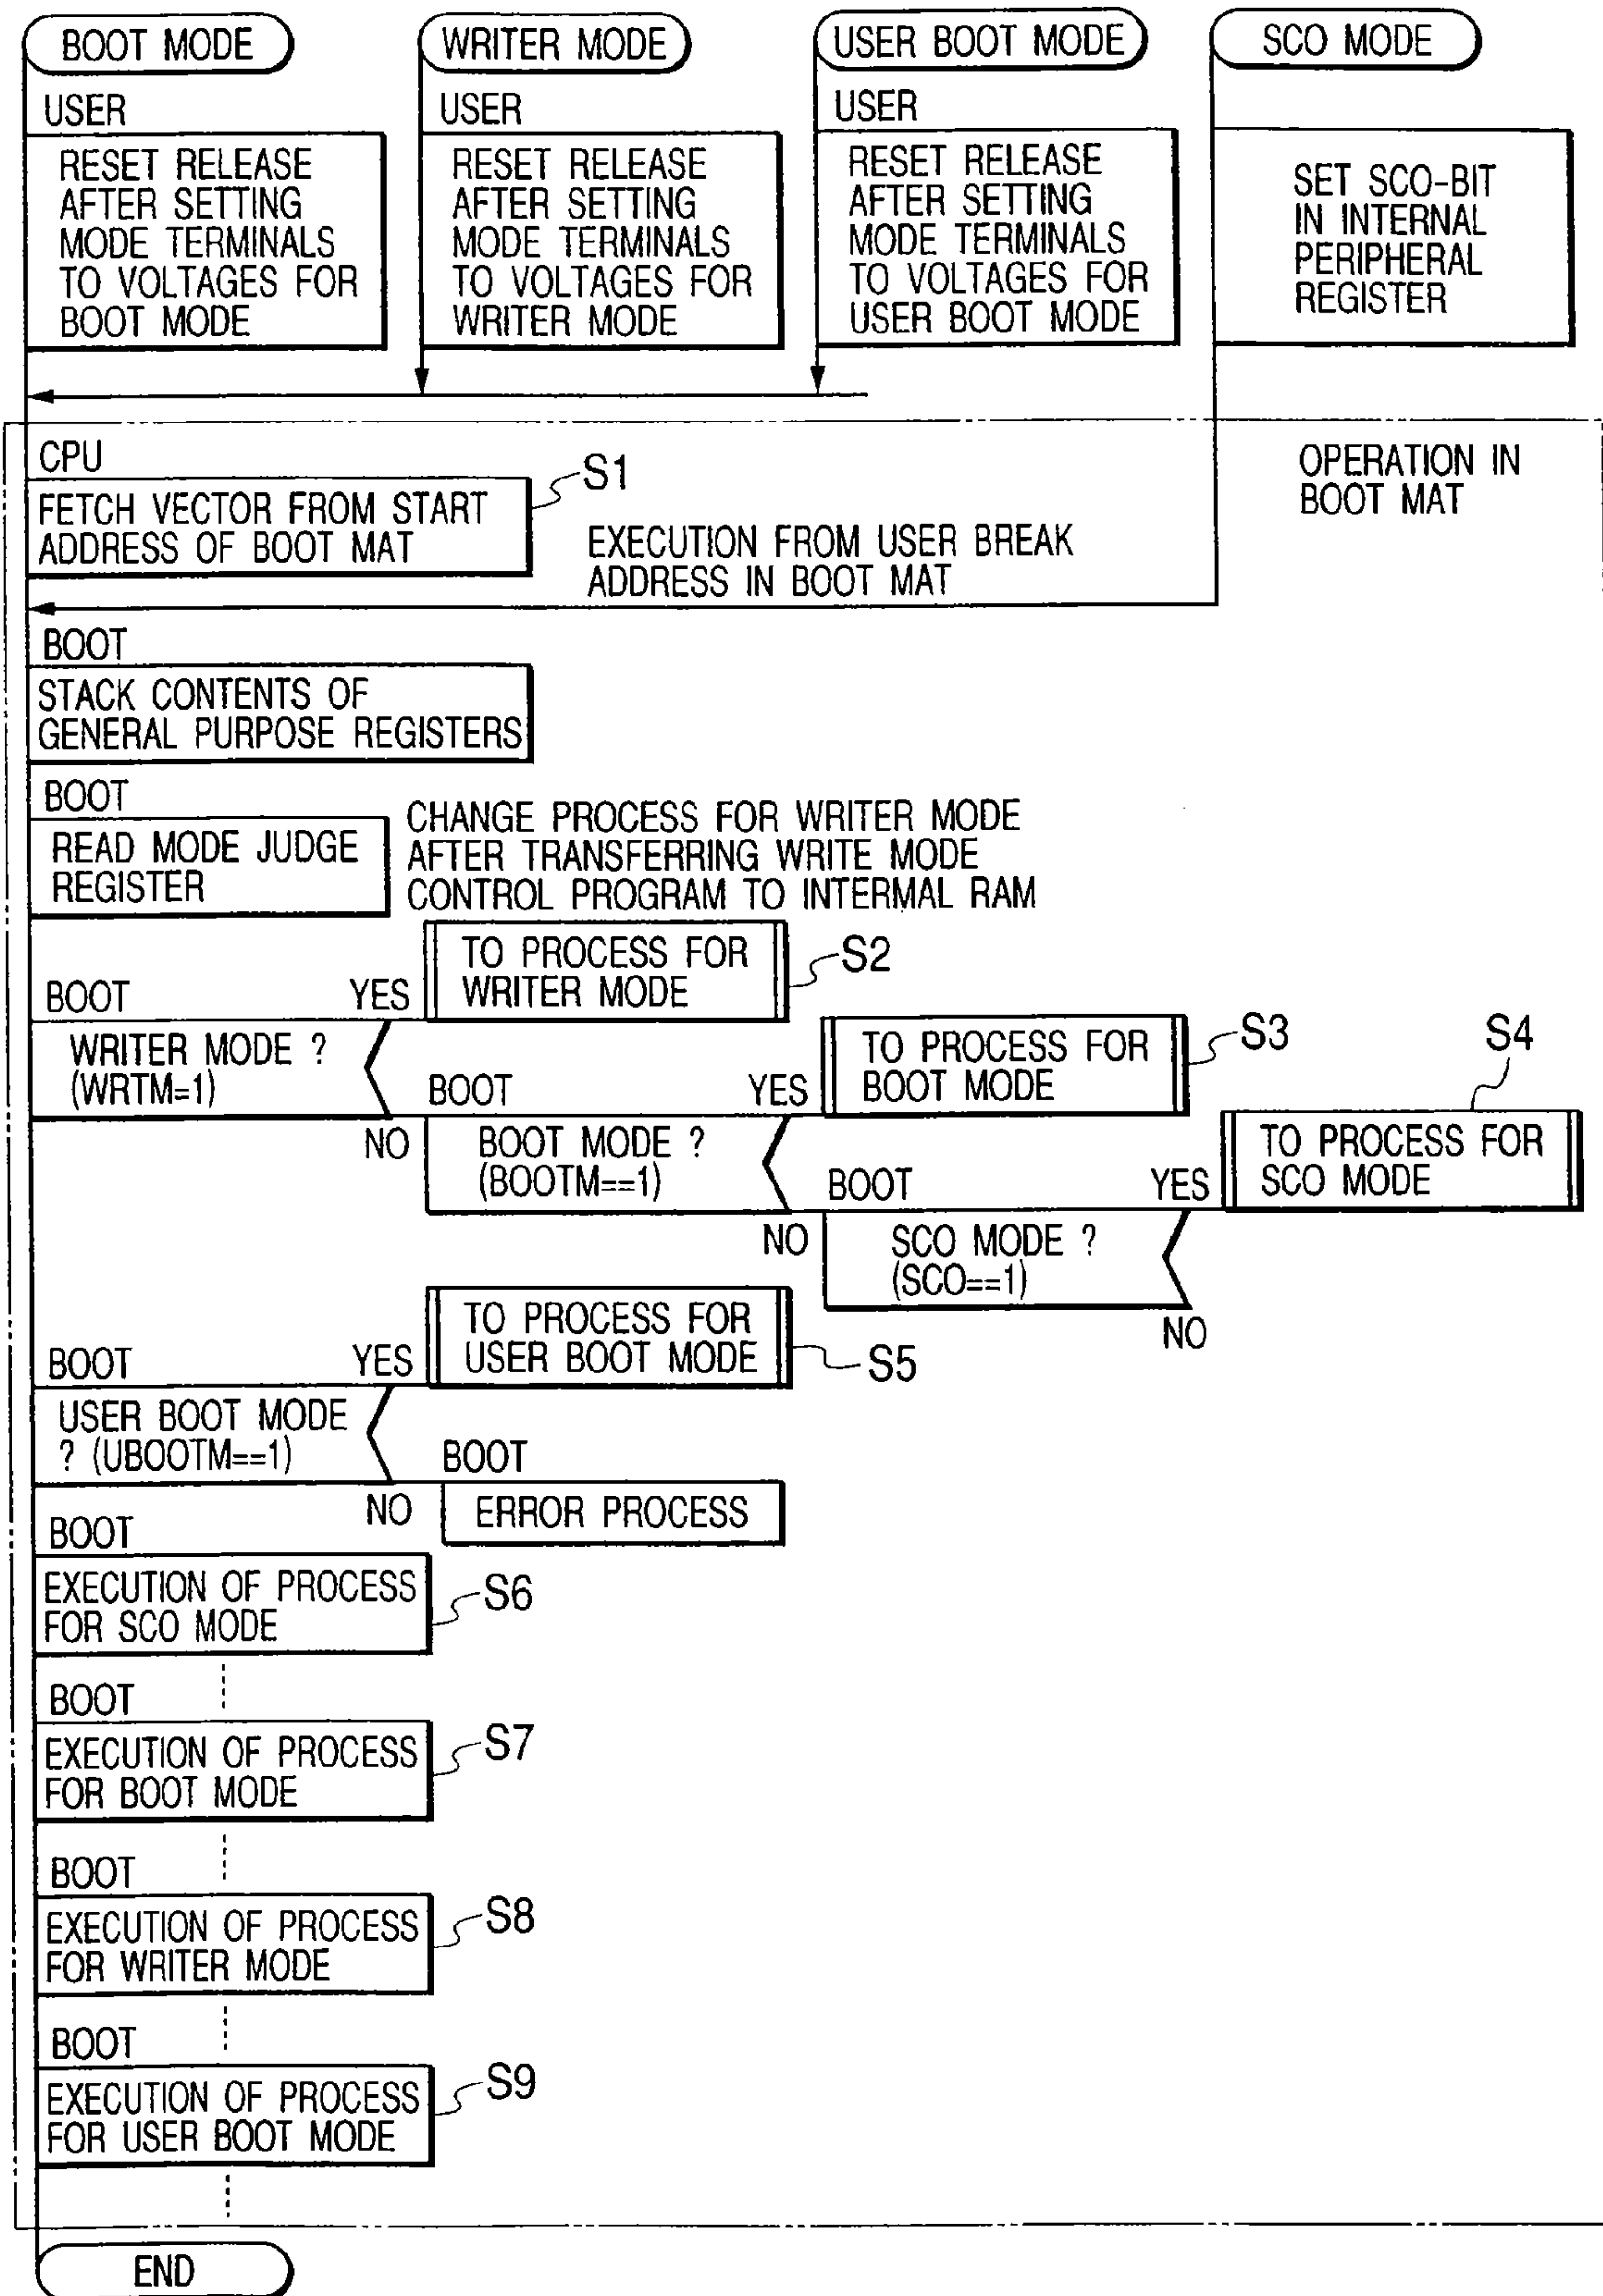 BOOT MODE
WRITER MODE
USER BOOT MODE
SCO MODE
USER
RESET RELEASE
AFTER SETTING
MODE TERMINALS
TO VOLTAGES FOR
BOOT MODE
USER
RESET RELEASE
AFTER SETTING
MODE TERMINALS
TO VOLTAGES FOR
WRITER MODE
USER
RESET RELEASE
AFTER SETTING
MODE TERMINALS
TO VOLTAGES FOR
USER BOOT MODE
SET SCO-BIT
IN INTERNAL
PERIPHERAL
REGISTER
OPERATION IN
BOOT MAT
CPU
FETCH VECTOR FROM START
ADDRESS OF BOOT MAT
S1
EXECUTION FROM USER BREAK
ADDRESS IN BOOT MAT
BOOT
STACK CONTENTS OF
GENERAL PURPOSE REGISTERS
BOOT
READ MODE JUDGE
REGISTER
CHANGE PROCESS FOR WRITER MODE
AFTER TRANSFERRING WRITE MODE
CONTROL PROGRAM TO INTERMAL RAM
TO PROCESS FOR
WRITER MODE
S2
BOOT
YES
WRITER MODE ?
(WRTM=1)
NO
TO PROCESS FOR
BOOT MODE
S3
BOOT
YES
BOOT MODE ?
(BOOTM==1)
NO
S4
TO PROCESS FOR
SCO MODE
BOOT
YES
SCO MODE ?
(SCO==1)
NO
TO PROCESS FOR
USER BOOT MODE
S5
BOOT
YES
USER BOOT MODE
? (UBOOTM==1)
NO
BOOT
ERROR PROCESS
BOOT
EXECUTION OF PROCESS
FOR SCO MODE
S6
BOOT
EXECUTION OF PROCESS
FOR BOOT MODE
S7
BOOT
EXECUTION OF PROCESS
FOR WRITER MODE
S8
BOOT
EXECUTION OF PROCESS
FOR USER BOOT MODE
S9
END